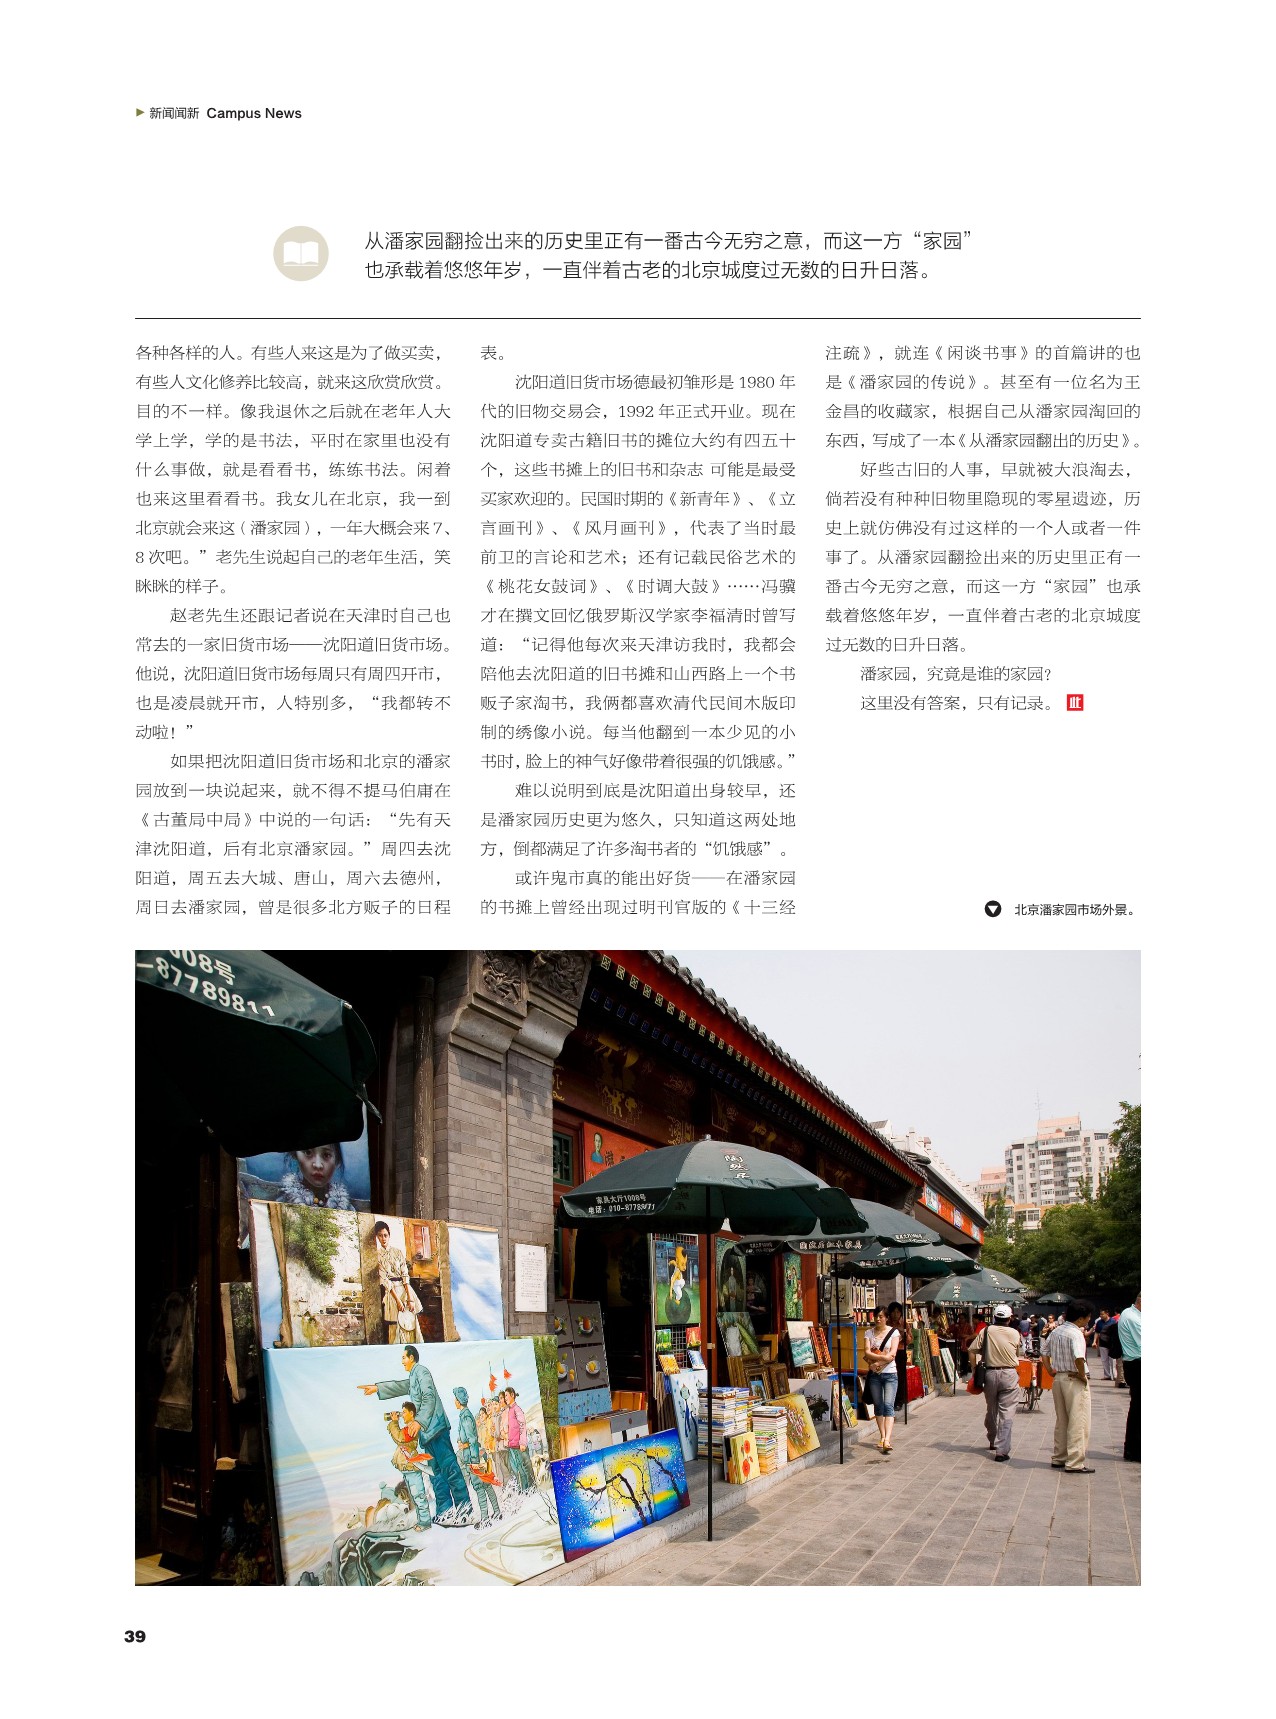 新闻闻新 Campus News
从潘家园翻捡出来的历史里正有一番古今无穷之意，而这一方“家园”
也承载着悠悠年岁，一直伴着古老的北京城度过无数的日升日落。
各种各样的人。有些人来这是为了做买卖，
有些人文化修养比较高，就来这欣赏欣赏。
目的不一样。像我退休之后就在老年人大
学上学，学的是书法，平时在家里也没有
什么事做，就是看看书，练练书法。闲着
也来这里看看书。我女儿在北京，我一到
北京就会来这（潘家园），一年大概会来 7、
8 次吧。”老先生说起自己的老年生活，笑
眯眯的样子。
赵老先生还跟记者说在天津时自己也
常去的一家旧货市场——沈阳道旧货市场。
他说，沈阳道旧货市场每周只有周四开市，
也是凌晨就开市，人特别多，“我都转不
动啦！”
如果把沈阳道旧货市场和北京的潘家
园放到一块说起来，就不得不提马伯庸在
《古董局中局》中说的一句话：“先有天
津沈阳道，后有北京潘家园。”周四去沈
阳道，周五去大城、唐山，周六去德州，
周日去潘家园，曾是很多北方贩子的日程
表。
沈阳道旧货市场德最初雏形是 1980 年
代的旧物交易会，1992 年正式开业。现在
沈阳道专卖古籍旧书的摊位大约有四五十
个，这些书摊上的旧书和杂志 可能是最受
买家欢迎的。民国时期的《新青年》、《立
言画刊》、《风月画刊》，代表了当时最
前卫的言论和艺术；还有记载民俗艺术的
《桃花女鼓词》、《时调大鼓》……冯骥
才在撰文回忆俄罗斯汉学家李福清时曾写
道：“记得他每次来天津访我时，我都会
陪他去沈阳道的旧书摊和山西路上一个书
贩子家淘书，我俩都喜欢清代民间木版印
制的绣像小说。每当他翻到一本少见的小
书时，脸上的神气好像带着很强的饥饿感。”
难以说明到底是沈阳道出身较早，还
是潘家园历史更为悠久，只知道这两处地
方，倒都满足了许多淘书者的“饥饿感”。
或许鬼市真的能出好货——在潘家园
的书摊上曾经出现过明刊官版的《十三经
注疏》，就连《闲谈书事》的首篇讲的也
是《潘家园的传说》。甚至有一位名为王
金昌的收藏家，根据自己从潘家园淘回的
东西，写成了一本《从潘家园翻出的历史》。
好些古旧的人事，早就被大浪淘去，
倘若没有种种旧物里隐现的零星遗迹，历
史上就仿佛没有过这样的一个人或者一件
事了。从潘家园翻捡出来的历史里正有一
番古今无穷之意，而这一方“家园”也承
载着悠悠年岁，一直伴着古老的北京城度
过无数的日升日落。
潘家园，究竟是谁的家园？
这里没有答案，只有记录。
北京潘家园市场外景。
008号
-87789811
家具大厅1008号
电话：010-87789811
39